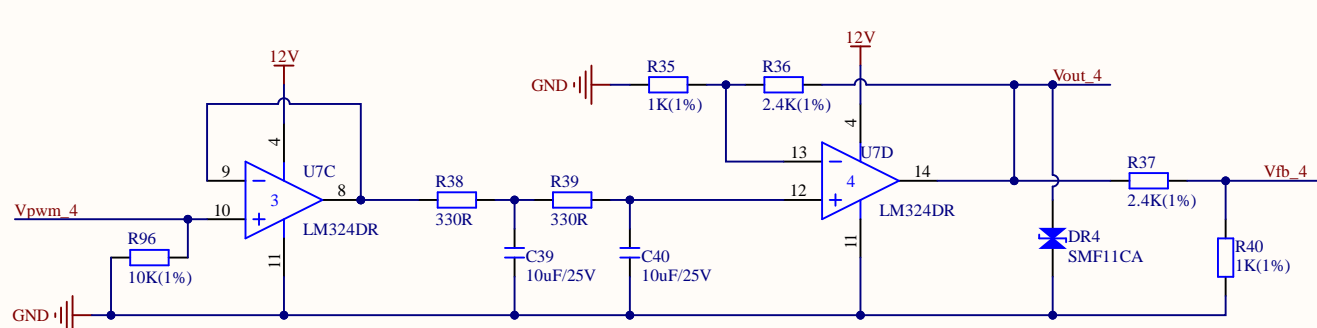 12V
12V
R35
R36
Vout_4
GND
1K(1%)
2.4K(1%)
4
4
9
U7C
8
13
U7D
14
R37
Vfb_4
3
R38
R39
12
4
2.4K(1%)
Vpwm_4
10
330R
330R
LM324DR
LM324DR
R96
10K(1%)
11
C39
10uF/25V
C40
10uF/25V
11
DR4
SMF11CA
R40
1K(1%)
GND